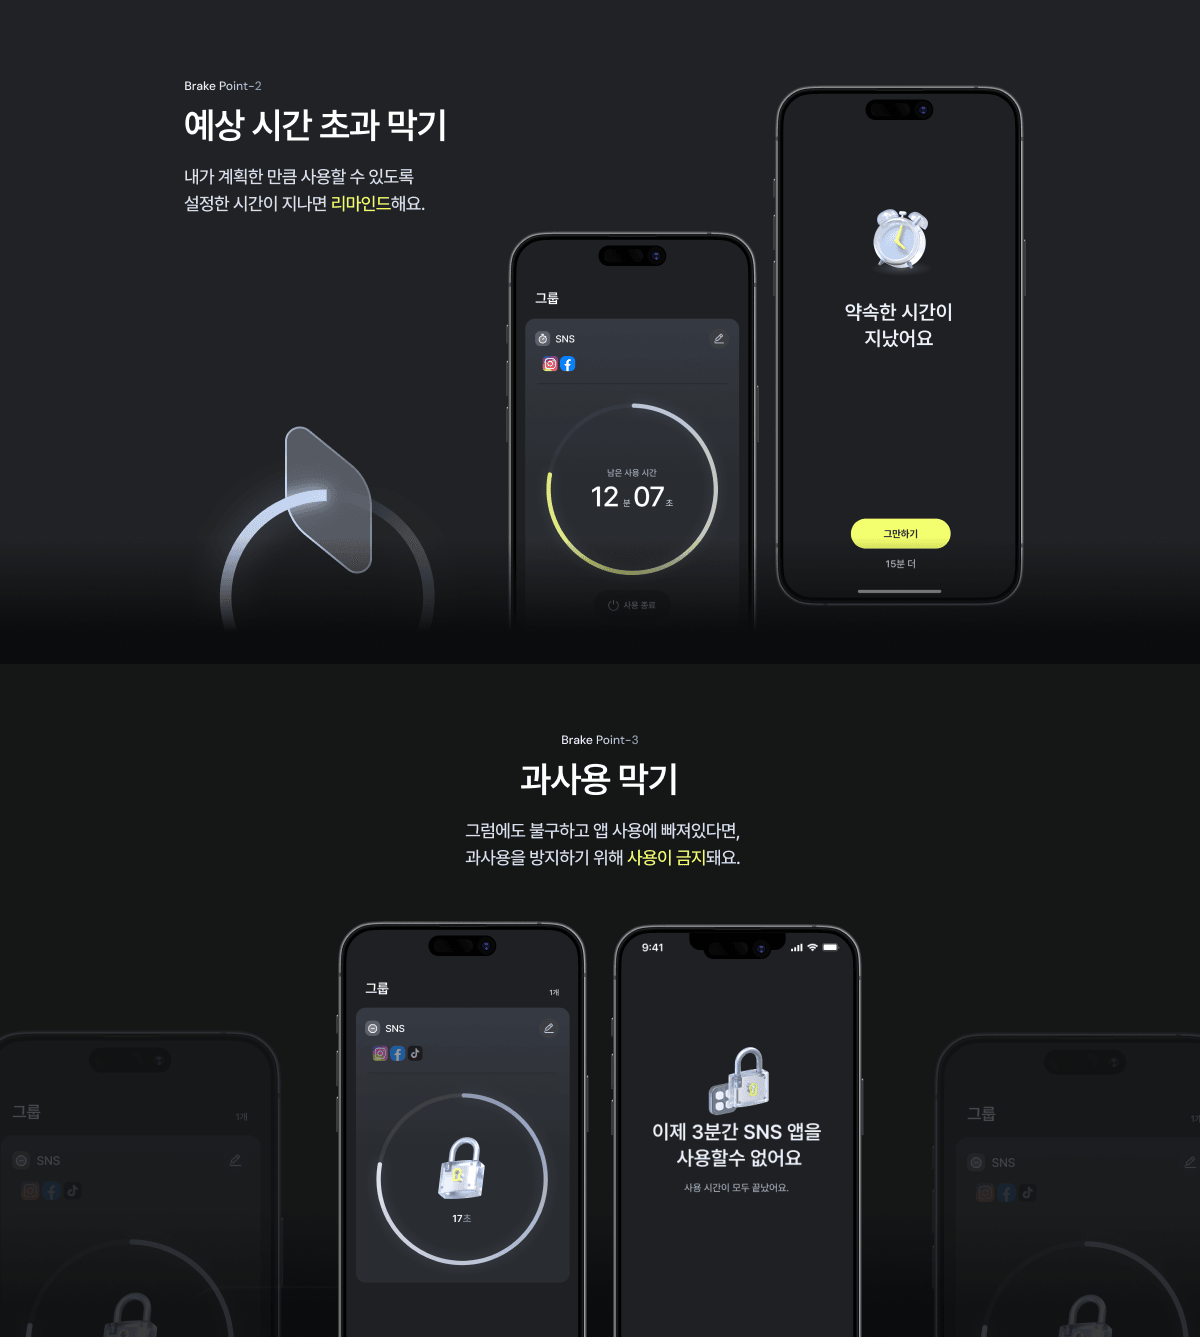 Brake Point-2
예상 시간 초과 막기
내가 계획한 만큼 사용할 수 있도록
설정한 시간이 지나면 리마인드해요.
그룹
SNS
남은 사용 시간
12 분 07 초
사용 종료
약속한 시간이
지났어요
그만하기
15분 더
Brake Point-3
과사용 막기
그럼에도 불구하고 앱 사용에 빠져있다면,
과사용을 방지하기 위해 사용이 금지돼요.
그룹
1개
SNS
17초
9:41
이제 3분간 SNS 앱을
사용할수 없어요
사용 시간이 모두 끝났어요.
그룹
1개
SNS
그룹
SNS